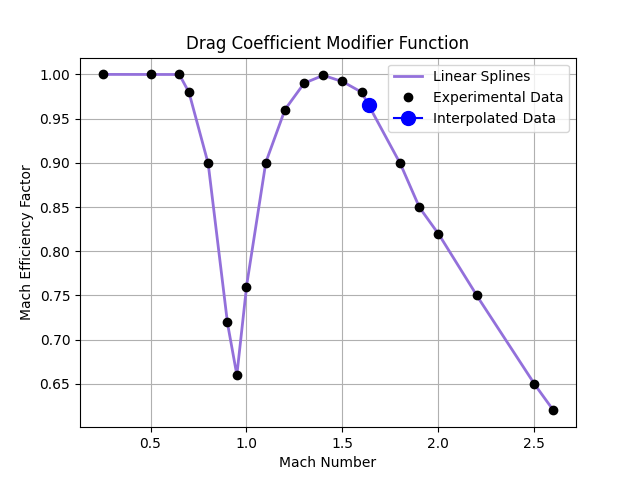 Drag Coefficient Modifier Function
Linear Splines
Experimental Data
Interpolated Data
1.00
0.95
0.90
0.85
0.80
0.75
0.70
0.65
Mach Efficiency Factor
0.5
1.0
1.5
2.0
2.5
Mach Number